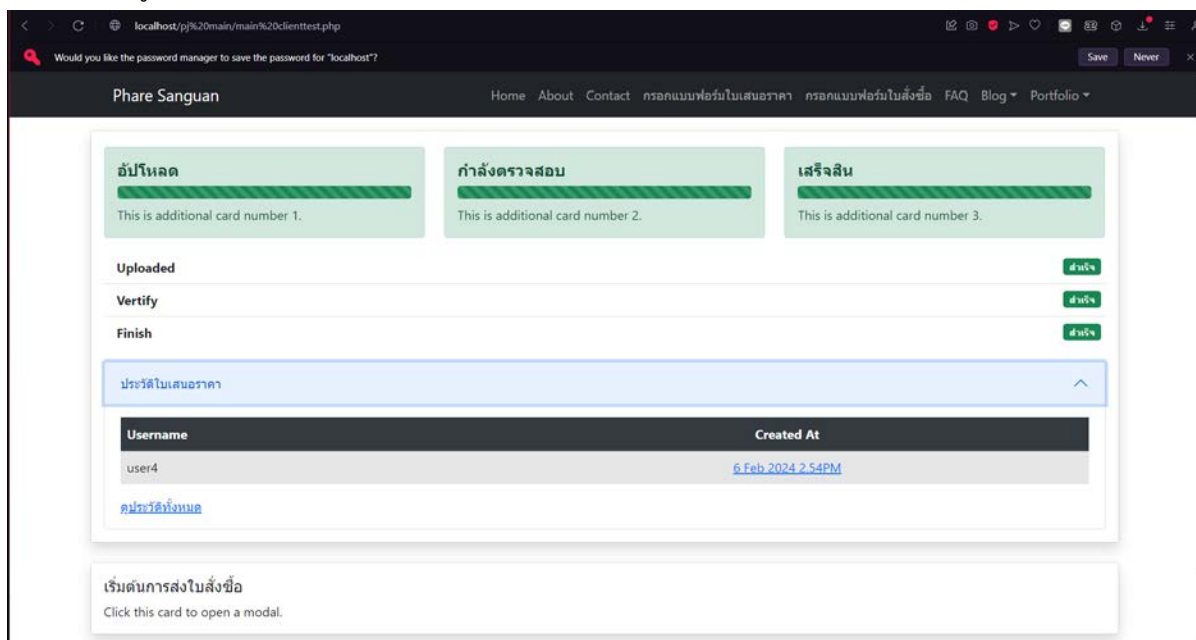 localhost/pj%20main/main%20clienttest.php
Would you like the password manager to save the password for "localhost"? Save Never
Phare Sanguan Home About Contact กรอกแบบฟอร์มใบเสนอราคา กรอกแบบฟอร์มใบสั่งซื้อ FAQ Blog Portfolio
อัปโหลด กำลังตรวจสอบ เสร็จสิน
This is additional card number 1. This is additional card number 2. This is additional card number 3.
Uploaded สำเร็จ
Vertify สำเร็จ
Finish สำเร็จ
ประวัติใบเสนอราคา
Username Created At
user4 6 Feb 2024 2.54PM
ดูประวัติทั้งหมด
เริ่มต้นการส่งใบสั่งซื้อ
Click this card to open a modal.